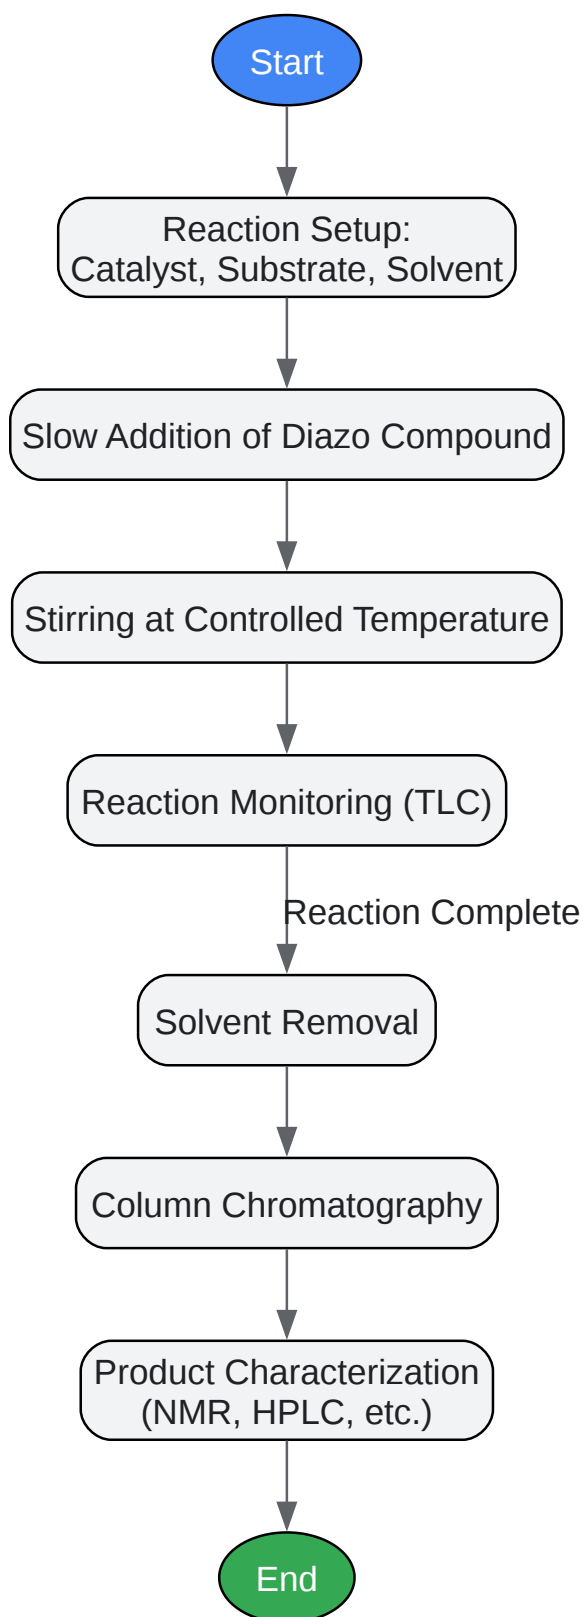 Start
Reaction Setup:
Catalyst, Substrate, Solvent
Slow Addition of Diazo Compound
Stirring at Controlled Temperature
Reaction Monitoring (TLC)
Reaction Complete
Solvent Removal
Column Chromatography
Product Characterization
(NMR, HPLC, etc.)
End